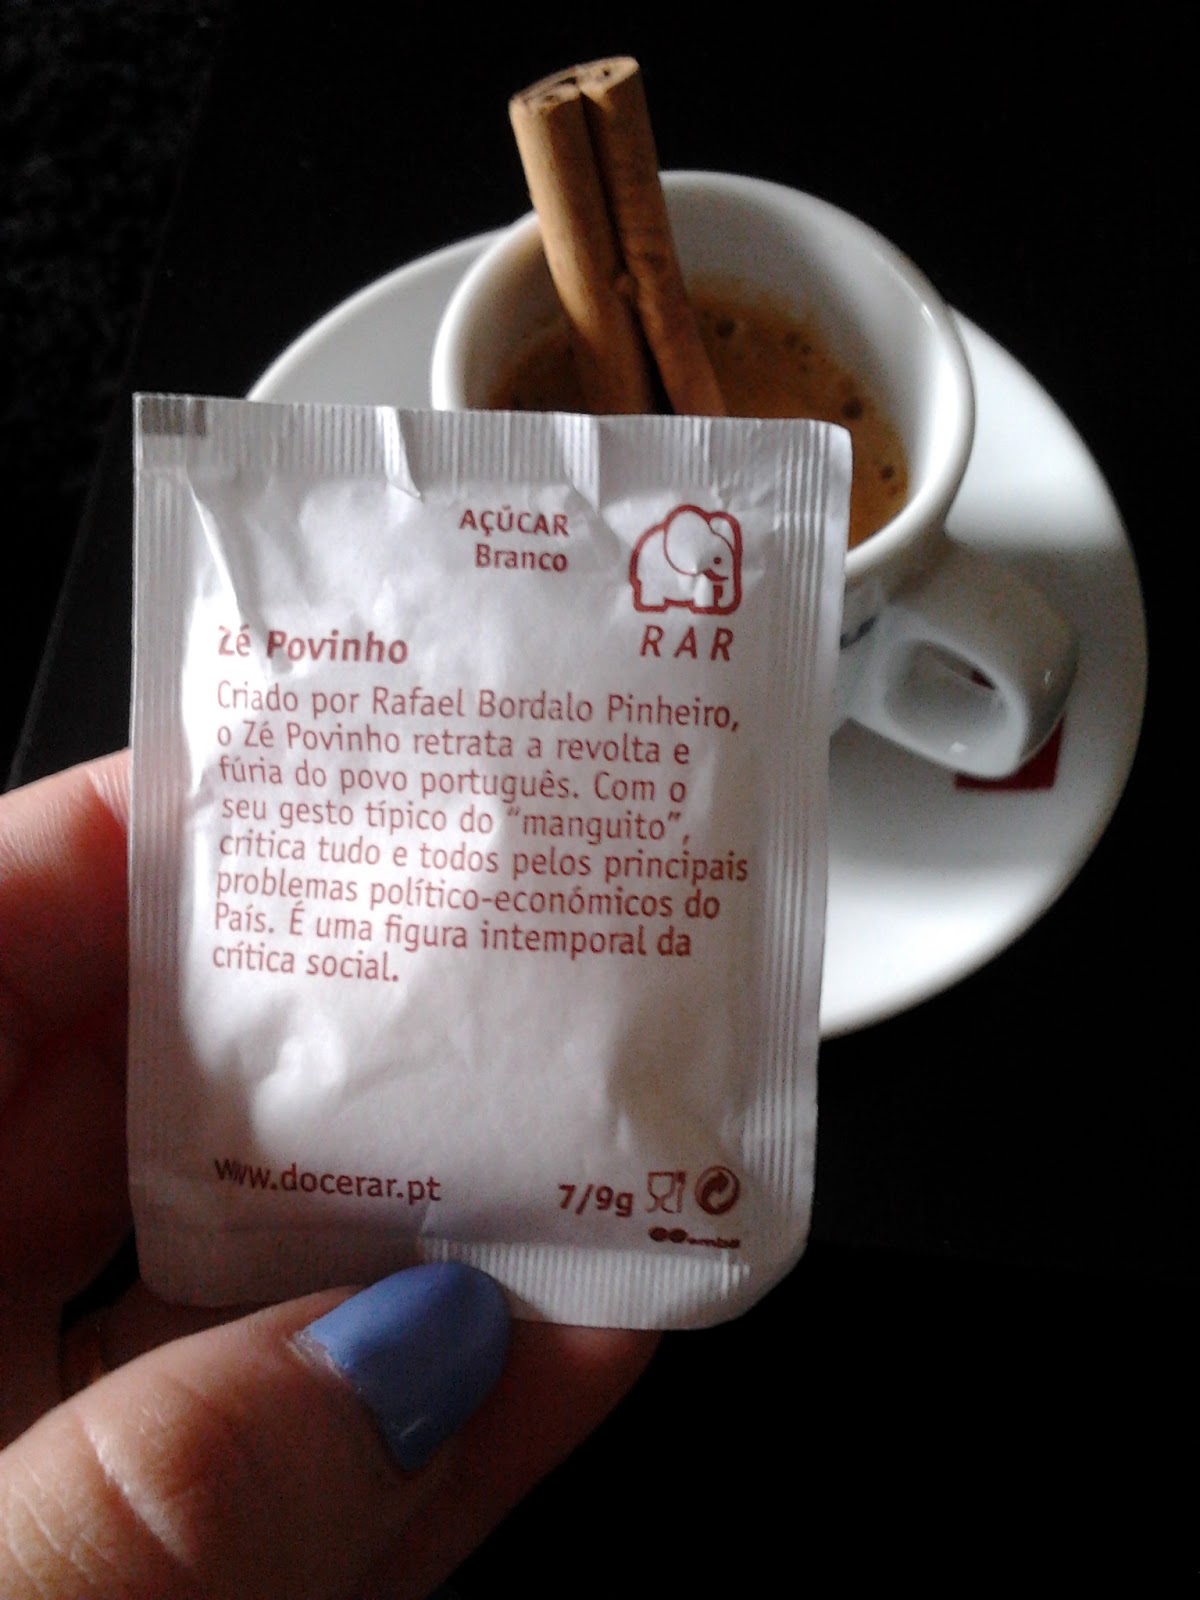 AÇÚCAR
Branco
RAR
Zé Povinho
Criado por Rafael Bordalo Pinheiro,
o Zé Povinho retrata a revolta e
fúria do povo português. Com o
seu gesto típico do “manguito”,
critica tudo e todos pelos principais
problemas político-económicos do
País. É uma figura intemporal da
crítica social.
www.docerar.pt
7/9g